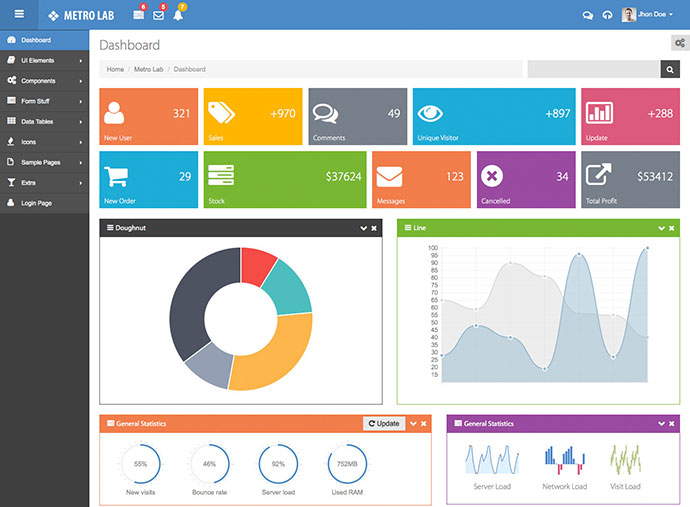 METRO LAB 6 5 7 Jhon Doe
Dashboard
UI Elements
Components
Form Stuff
Data Tables
Icons
Sample Pages
Extra
Login Page
Dashboard
Home / Metro Lab / Dashboard
321 +970 49 +897 +288
New User Sales Comments Unique Visitor Update
29 $37624 123 34 $53412
New Order Stock Messages Cancelled Total Profit
Doughnut Line
100
95
90
85
80
75
70
65
60
55
50
45
40
35
30
25
20
15
General Statistics Update General Statistics
55% 46% 92% 752MB
New visits Bounce rate Server load Used RAM
Server Load Network Load Visit Load